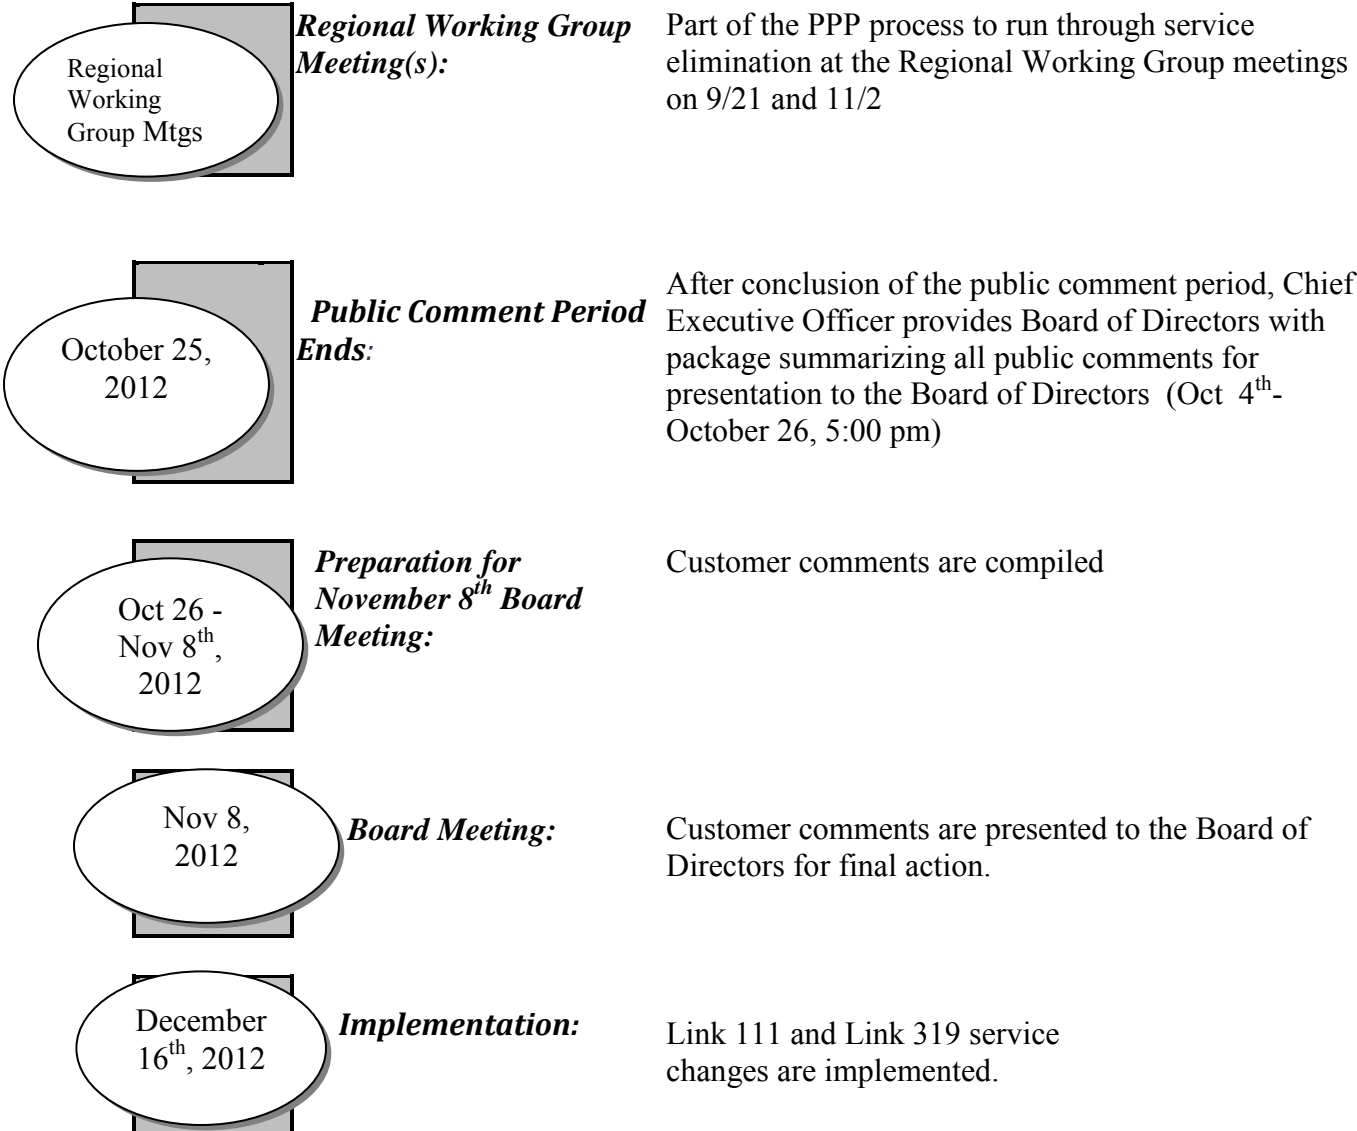 Regional
Working
Group Mtgs
Regional Working Group
Meeting(s):
Part of the PPP process to run through service
elimination at the Regional Working Group meetings
on 9/21 and 11/2
October 25,
2012
Public Comment Period
Ends:
After conclusion of the public comment period, Chief
Executive Officer provides Board of Directors with
package summarizing all public comments for
presentation to the Board of Directors (Oct 4th-
October 26, 5:00 pm)
Oct 26 -
Nov 8th,
2012
Preparation for
November 8th Board
Meeting:
Customer comments are compiled
Nov 8,
2012
Board Meeting:
Customer comments are presented to the Board of
Directors for final action.
December
16th, 2012
Implementation:
Link 111 and Link 319 service
changes are implemented.